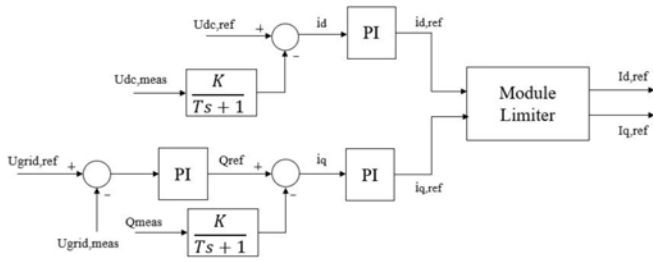 Udc,ref
+
−
id
PI
id,ref
Udc,meas
K
Ts + 1
Module
Limiter
Id,ref
Iq,ref
Ugrid,ref
+
−
PI
Qref
+
−
iq
PI
iq,ref
Qmeas
K
Ts + 1
Ugrid,meas